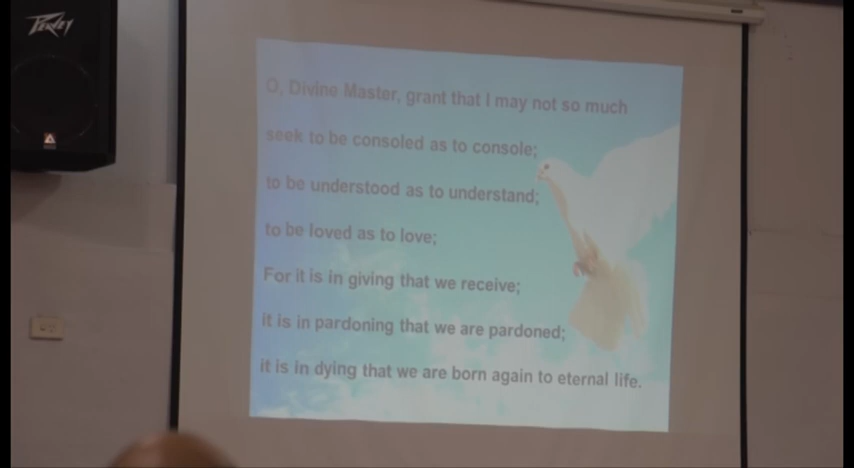 PEAVEY
O, Divine Master, grant that I may not so much
seek to be consoled as to console;
to be understood as to understand;
to be loved as to love;
For it is in giving that we receive;
it is in pardoning that we are pardoned;
it is in dying that we are born again to eternal life.